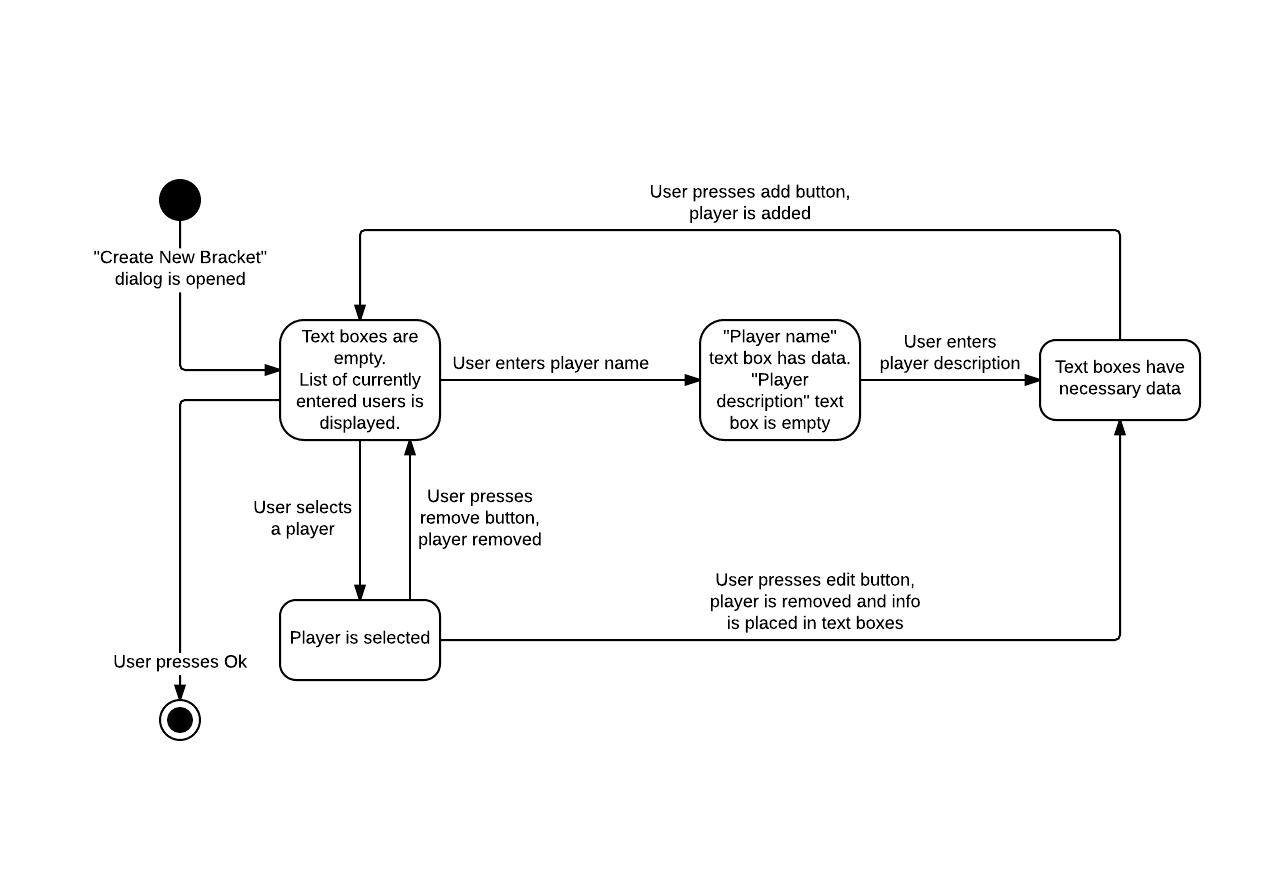 User presses add button,
player is added
"Create New Bracket"
dialog is opened
Text boxes are
empty.
List of currently
entered users is
displayed.
User enters player name
"Player name"
text box has data.
"Player
description" text
box is empty
User enters
player description
Text boxes have
necessary data
User selects
a player
User presses
remove button,
player removed
User presses edit button,
player is removed and info
is placed in text boxes
Player is selected
User presses Ok